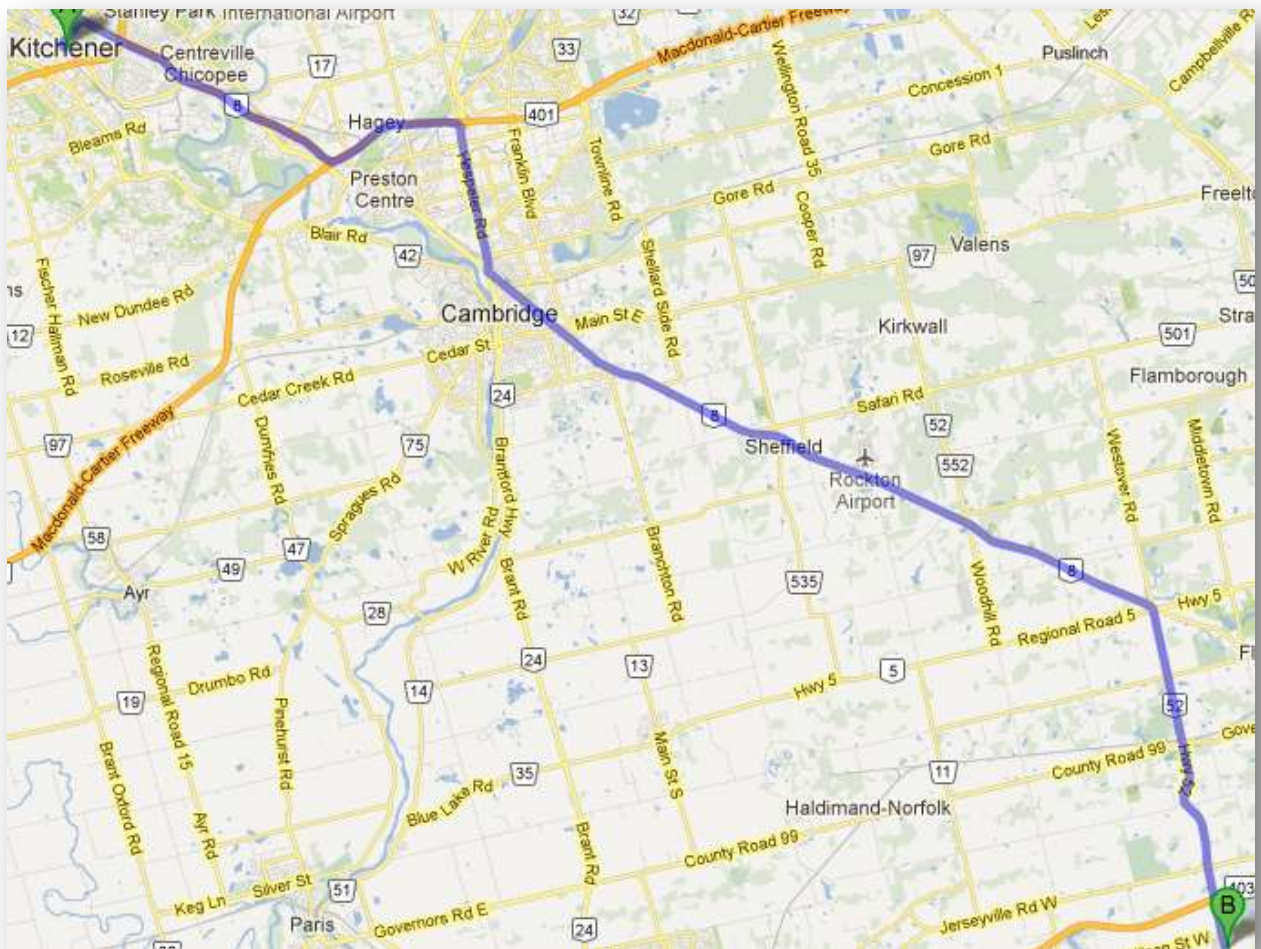 Stanley Park International Airport
Kitchener
Centreville
Chicopee
32
33
17
8
Macdonald-Cartier Freeway
Wellington Road 35
Puslinch
Campbellville Rd
Concession 1
Bleams Rd
Hagey
401
Franklin Blvd
Townline Rd
Gore Rd
Preston
Centre
Hespeler Rd
Gore Rd
Cooper Rd
Blair Rd
42
Shellard Side Rd
97
Valens
Fischer Hallman Rd
New Dundee Rd
12
Cambridge
Main St E
Kirkwall
501
Roseville Rd
Cedar St
Cedar Creek Rd
24
Flamborough
Safari Rd
8
97
Macdonald-Cartier Freeway
Dumfries Rd
75
Brantford Hwy
Sheffield
52
552
Westover Rd
Middletown Rd
Rockton
Airport
Spragues Rd
58
47
W River Rd
49
Ayr
28
Brant Rd
Branchton Rd
535
Woodhill Rd
8
Hwy 5
Regional Road 5
Drumbo Rd
19
14
24
13
Hwy 5
5
52
Regional Road 15
Pinehurst Rd
Main St S
Hwy 52
Brant Oxford Rd
35
11
County Road 99
Blue Lake Rd
Haldimand-Norfolk
Ayr Rd
Brant Rd
County Road 99
Keg Ln
Silver St
51
403
B
Paris
Governors Rd E
24
Jerseyville Rd W